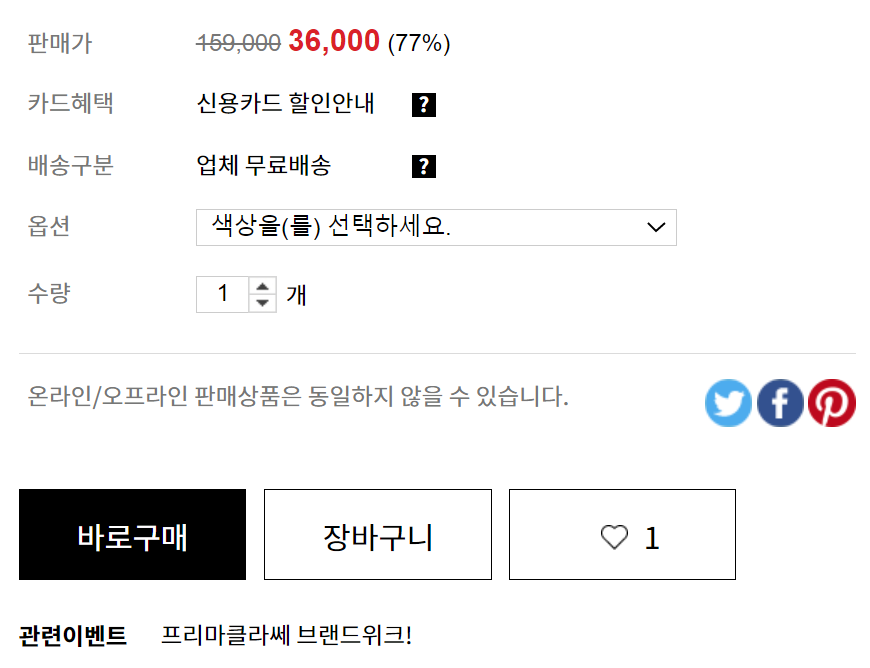 판매가 159,000 36,000 (77%)
카드혜택 신용카드 할인안내 ?
배송구분 업체 무료배송 ?
옵션 색상을(를) 선택하세요.
수량 1 개
온라인/오프라인 판매상품은 동일하지 않을 수 있습니다.
바로구매 장바구니 1
관련이벤트 프리마클라쎄 브랜드위크!